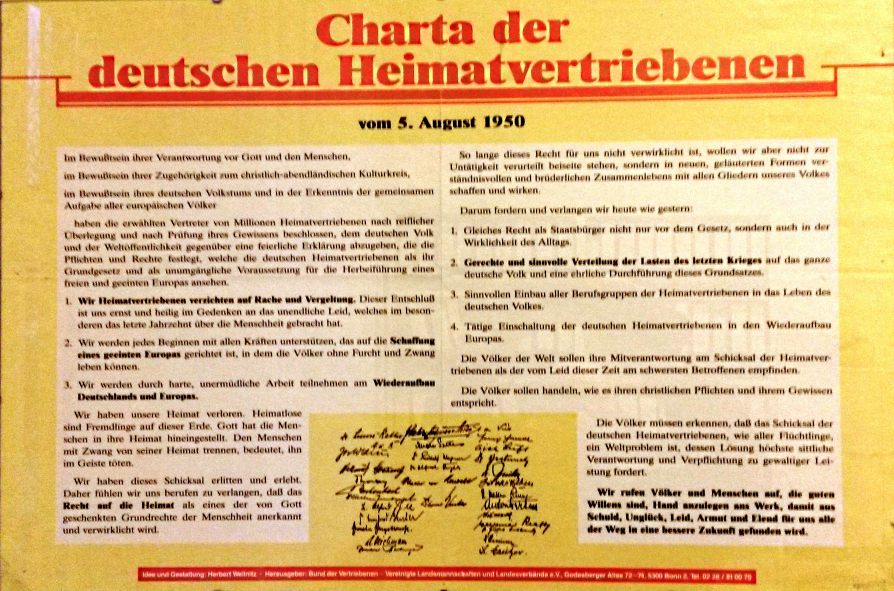 Charta der
deutschen Heimatvertriebenen
vom 5. August 1950
Im Bewußtsein ihrer Verantwortung vor Gott und den Menschen,
im Bewußtsein ihrer Zugehörigkeit zum christlich-abendländischen Kulturkreis,
im Bewußtsein ihres deutschen Volkstums und in der Erkenntnis der gemeinsamen
Aufgabe aller europäischen Völker
haben die erwählten Vertreter von Millionen Heimatvertriebenen nach reiflicher
Überlegung und nach Prüfung ihres Gewissens beschlossen, dem deutschen Volk
und der Weltöffentlichkeit gegenüber eine feierliche Erklärung abzugeben, die die
Pflichten und Rechte festlegt, welche die deutschen Heimatvertriebenen als ihr
Grundgesetz und als unumgängliche Voraussetzung für die Herbeiführung eines
freien und geeinten Europas ansehen.
1. Wir Heimatvertriebenen verzichten auf Rache und Vergeltung. Dieser Entschluß
ist uns ernst und heilig im Gedenken an das unendliche Leid, welches im beson-
deren das letzte Jahrzehnt über die Menschheit gebracht hat.
2. Wir werden jedes Beginnen mit allen Kräften unterstützen, das auf die Schaffung
eines geeinten Europas gerichtet ist, in dem die Völker ohne Furcht und Zwang
leben können.
3. Wir werden durch harte, unermüdliche Arbeit teilnehmen am Wiederaufbau
Deutschlands und Europas.
Wir haben unsere Heimat verloren. Heimatlose
sind Fremdlinge auf dieser Erde. Gott hat die Men-
schen in ihre Heimat hineingestellt. Den Menschen
mit Zwang von seiner Heimat trennen, bedeutet, ihn
im Geiste töten.
Wir haben dieses Schicksal erlitten und erlebt.
Daher fühlen wir uns berufen zu verlangen, daß das
Recht auf die Heimat als eines der von Gott
geschenkten Grundrechte der Menschheit anerkannt
und verwirklicht wird.
So lange dieses Recht für uns nicht verwirklicht ist, wollen wir aber nicht zur
Untätigkeit verurteilt beiseite stehen, sondern in neuen, geläuterten Formen ver-
ständnisvollen und brüderlichen Zusammenlebens mit allen Gliedern unseres Volkes
schaffen und wirken.
Darum fordern und verlangen wir heute wie gestern:
1. Gleiches Recht als Staatsbürger nicht nur vor dem Gesetz, sondern auch in der
Wirklichkeit des Alltags.
2. Gerechte und sinnvolle Verteilung der Lasten des letzten Krieges auf das ganze
deutsche Volk und eine ehrliche Durchführung dieses Grundsatzes.
3. Sinnvollen Einbau aller Berufsgruppen der Heimatvertriebenen in das Leben des
deutschen Volkes.
4. Tätige Einschaltung der deutschen Heimatvertriebenen in den Wiederaufbau
Europas.
Die Völker der Welt sollen ihre Mitverantwortung am Schicksal der Heimatver-
triebenen als der vom Leid dieser Zeit am schwersten Betroffenen empfinden.
Die Völker sollen handeln, wie es ihren christlichen Pflichten und ihrem Gewissen
entspricht.
Die Völker müssen erkennen, daß das Schicksal der
deutschen Heimatvertriebenen, wie aller Flüchtlinge,
ein Weltproblem ist, dessen Lösung höchste sittliche
Verantwortung und Verpflichtung zu gewaltiger Lei-
stung fordert.
Wir rufen Völker und Menschen auf, die guten
Willens sind, Hand anzulegen ans Werk, damit aus
Schuld, Unglück, Leid, Armut und Elend für uns alle
der Weg in eine bessere Zukunft gefunden wird.
Idee und Gestaltung: Herbert Weltnitz - Herausgeber: Bund der Vertriebenen - Vereinigte Landsmannschaften und Landesverbände e.V., Godesberger Allee 72-74, 5300 Bonn 2, Tel. 02 28 / 81 00 70